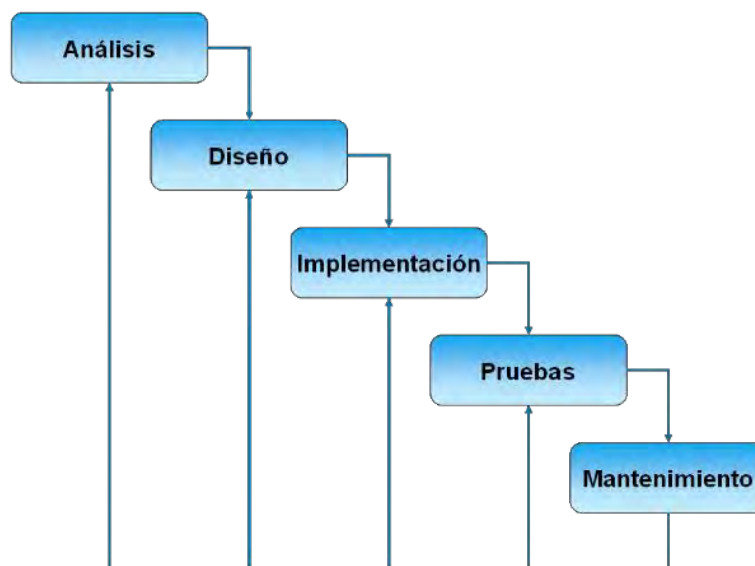 Análisis
Diseño
Implementación
Pruebas
Mantenimiento